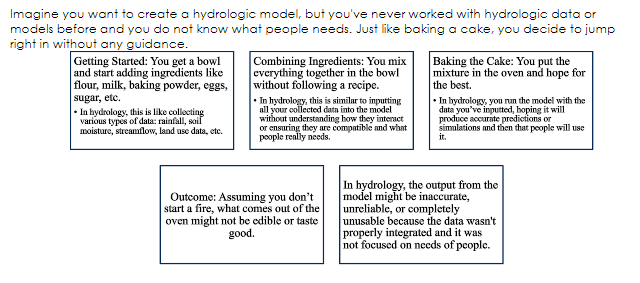 Imagine you want to create a hydrologic model, but you've never worked with hydrologic data or
models before and you do not know what people needs. Just like baking a cake, you decide to jump
right in without any guidance.
Getting Started: You get a bowl
and start adding ingredients like
flour, milk, baking powder, eggs,
sugar, etc.
• In hydrology, this is like collecting
various types of data: rainfall, soil
moisture, streamflow, land use data, etc.
Combining Ingredients: You mix
everything together in the bowl
without following a recipe.
• In hydrology, this is similar to inputting
all your collected data into the model
without understanding how they interact
or ensuring they are compatible and what
people really needs.
Baking the Cake: You put the
mixture in the oven and hope for
the best.
• In hydrology, you run the model with the
data you've inputted, hoping it will
produce accurate predictions or
simulations and then that people will use
it.
Outcome: Assuming you don't
start a fire, what comes out of the
oven might not be edible or taste
good.
In hydrology, the output from the
model might be inaccurate,
unreliable, or completely
unusable because the data wasn't
properly integrated and it was
not focused on needs of people.